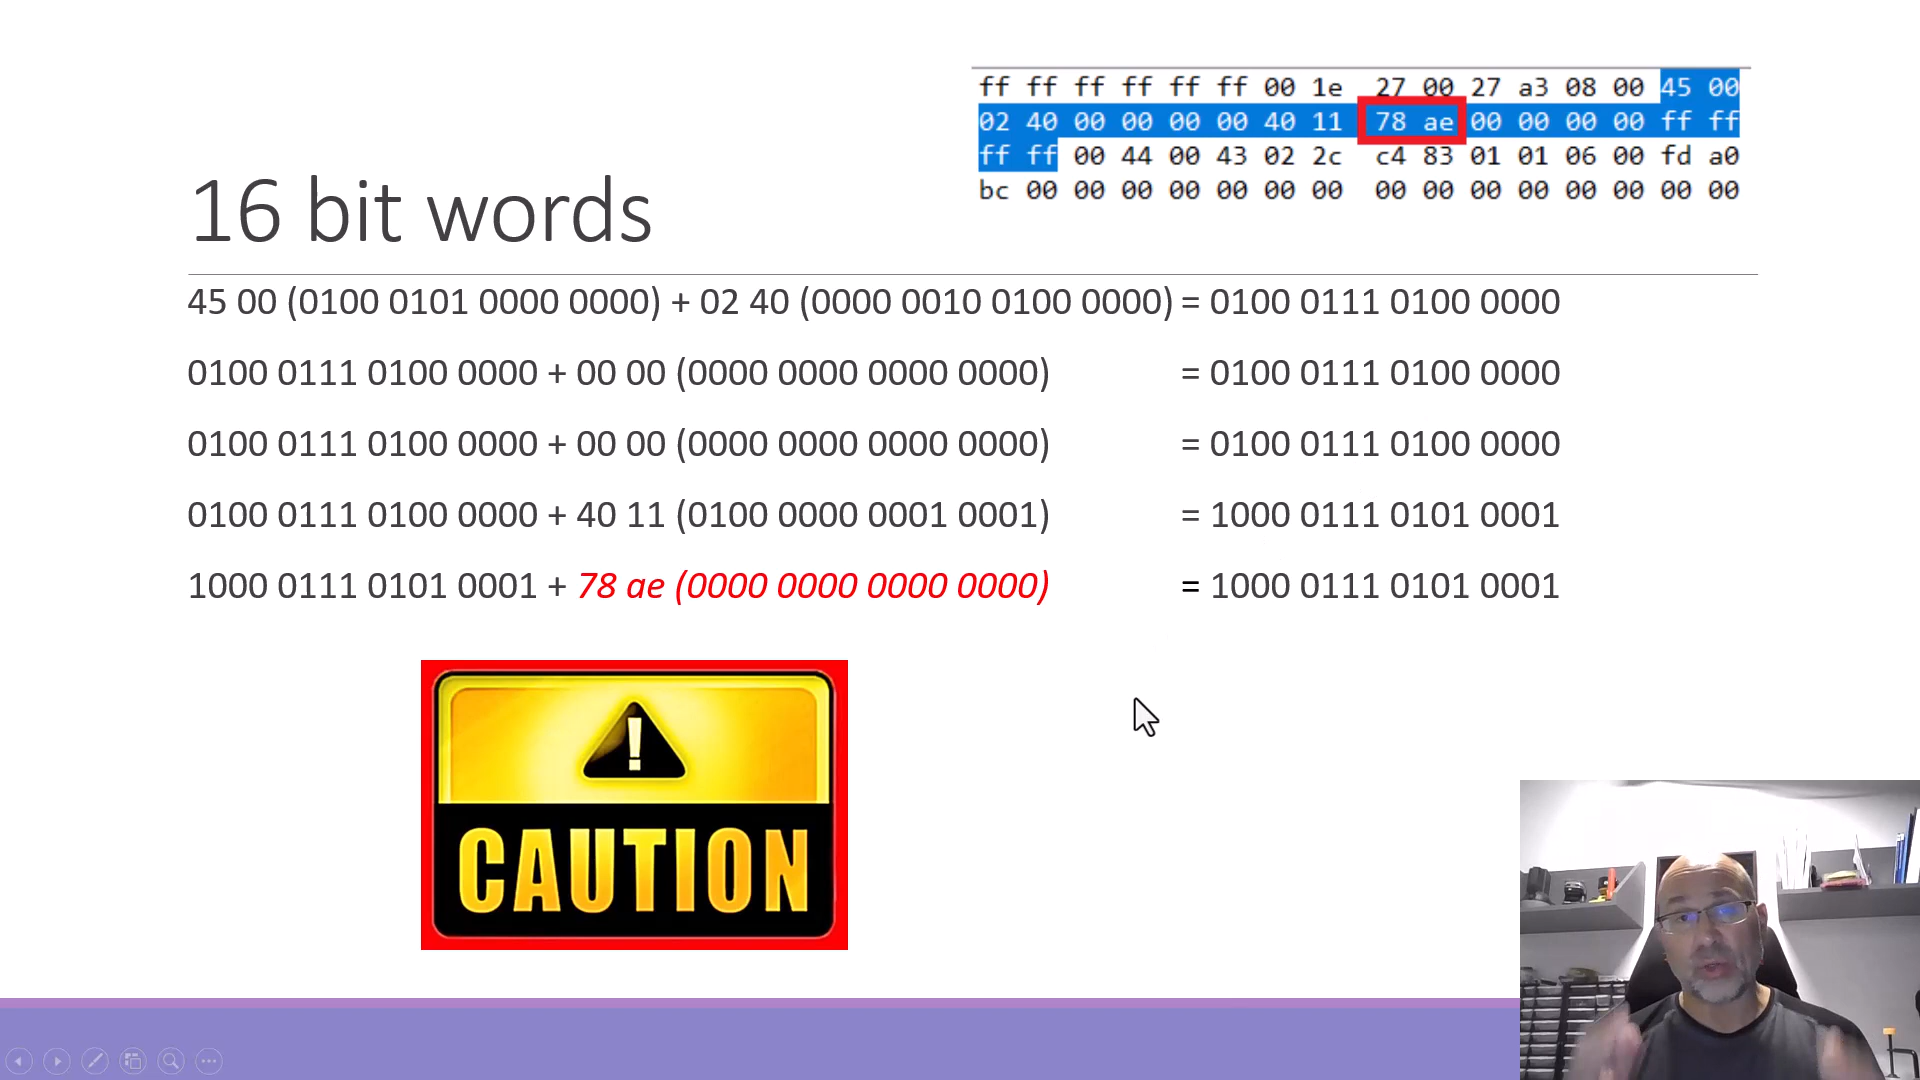 ff ff ff ff ff ff 00 1e 27 00 27 a3 08 00 45 00
02 40 00 00 00 00 40 11 78 ae 00 00 00 00 ff ff
ff ff 00 44 00 43 02 2c c4 83 01 01 06 00 fd a0
bc 00 00 00 00 00 00 00 00 00 00 00 00 00 00 00
16 bit words
45 00 (0100 0101 0000 0000) + 02 40 (0000 0010 0100 0000) = 0100 0111 0100 0000
0100 0111 0100 0000 + 00 00 (0000 0000 0000 0000) = 0100 0111 0100 0000
0100 0111 0100 0000 + 00 00 (0000 0000 0000 0000) = 0100 0111 0100 0000
0100 0111 0100 0000 + 40 11 (0100 0000 0001 0001) = 1000 0111 0101 0001
1000 0111 0101 0001 + 78 ae (0000 0000 0000 0000) = 1000 0111 0101 0001
!
CAUTION